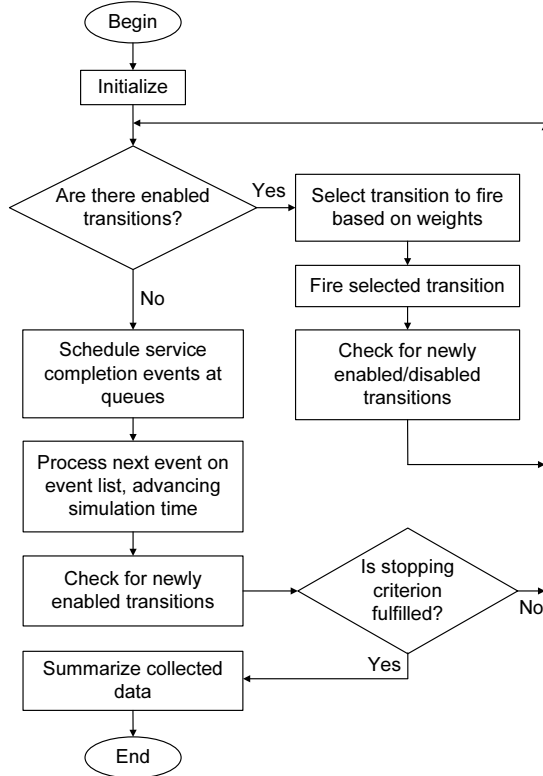 Begin
Initialize
Are there enabled
transitions?
Yes
Select transition to fire
based on weights
Fire selected transition
Check for newly
enabled/disabled
transitions
No
Schedule service
completion events at
queues
Process next event on
event list, advancing
simulation time
Check for newly
enabled transitions
Is stopping
criterion
fulfilled?
No
Yes
Summarize collected
data
End